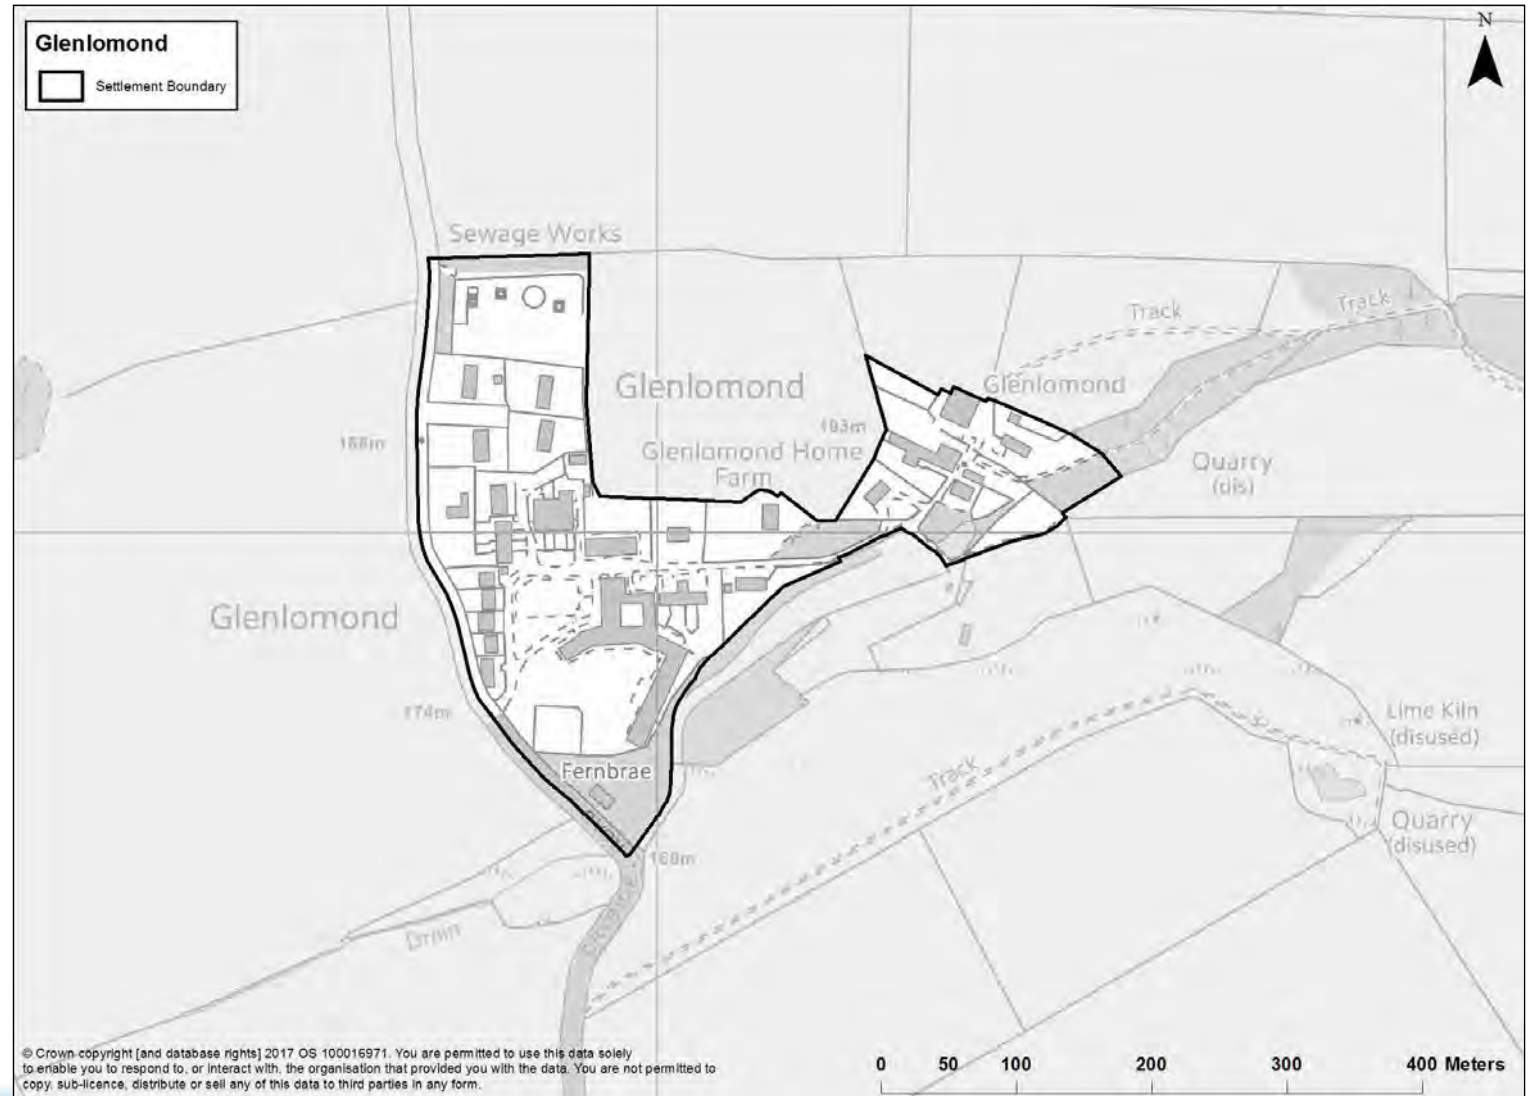 Glenlomond
Settlement Boundary
N
Sewage Works
Track
Track
Glenlomond
Glenlomond
193m
188m
Glenlomond Home
Farm
Quarry
(dis)
Glenlomond
174m
Lime Kiln
(disused)
Fernbrae
Track
Quarry
(disused)
168m
Drain
© Crown copyright [and database rights] 2017 OS 100016971. You are permitted to use this data solely
to enable you to respond to, or interact with, the organisation that provided you with the data. You are not permitted to
copy, sub-licence, distribute or sell any of this data to third parties in any form.
0 50 100 200 300 400 Meters